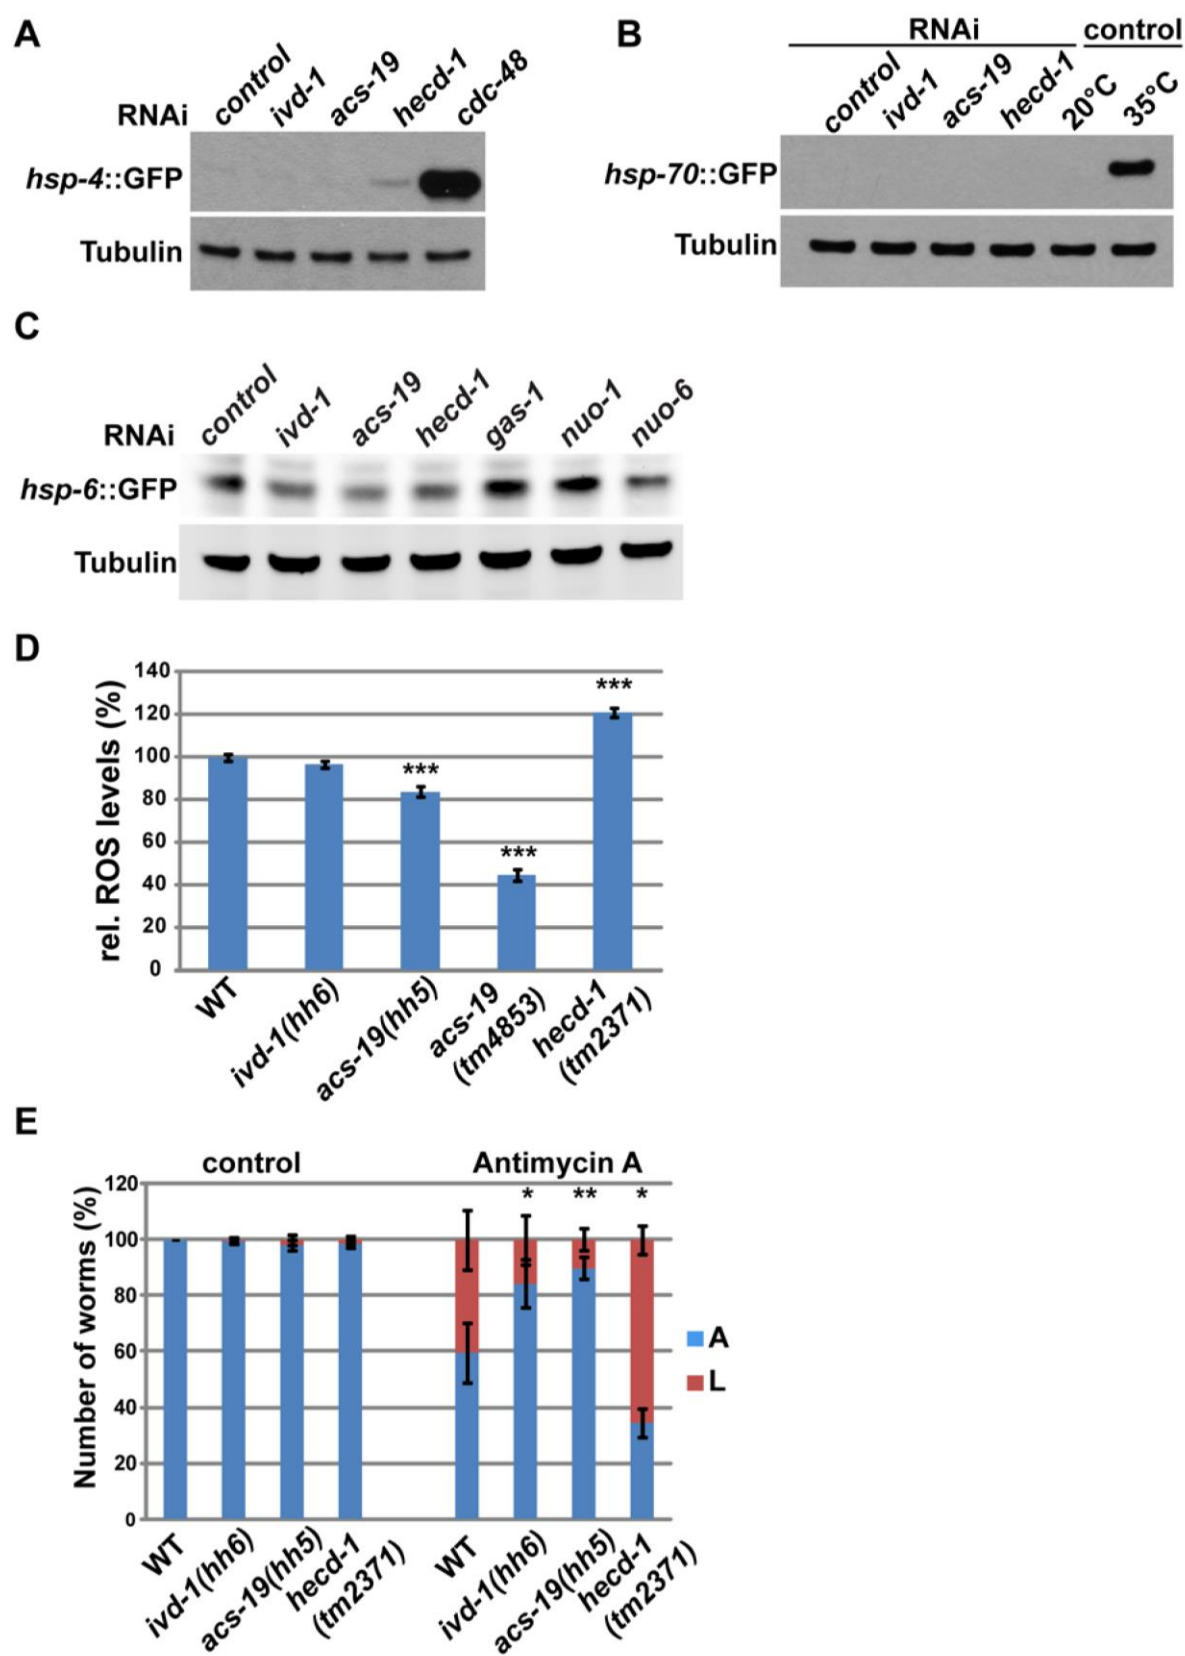 A
RNAi control ivd-1 acs-19 hecd-1 cdc-48
hsp-4::GFP
Tubulin
B
RNAi control
control ivd-1 acs-19 hecd-1 20°C 35°C
hsp-70::GFP
Tubulin
C
RNAi control ivd-1 acs-19 hecd-1 gas-1 nuo-1 nuo-6
hsp-6::GFP
Tubulin
D
rel. ROS levels (%)
140
120
100
80
60
40
20
0
***
***
***
WT
ivd-1(hh6)
acs-19(hh5)
acs-19
(tm4853)
hecd-1
(tm2371)
E
control Antimycin A
Number of worms (%)
120
100
80
60
40
20
0
* ** *
A
L
WT
ivd-1(hh6)
acs-19(hh5)
hecd-1
(tm2371)
WT
ivd-1(hh6)
acs-19(hh5)
hecd-1
(tm2371)